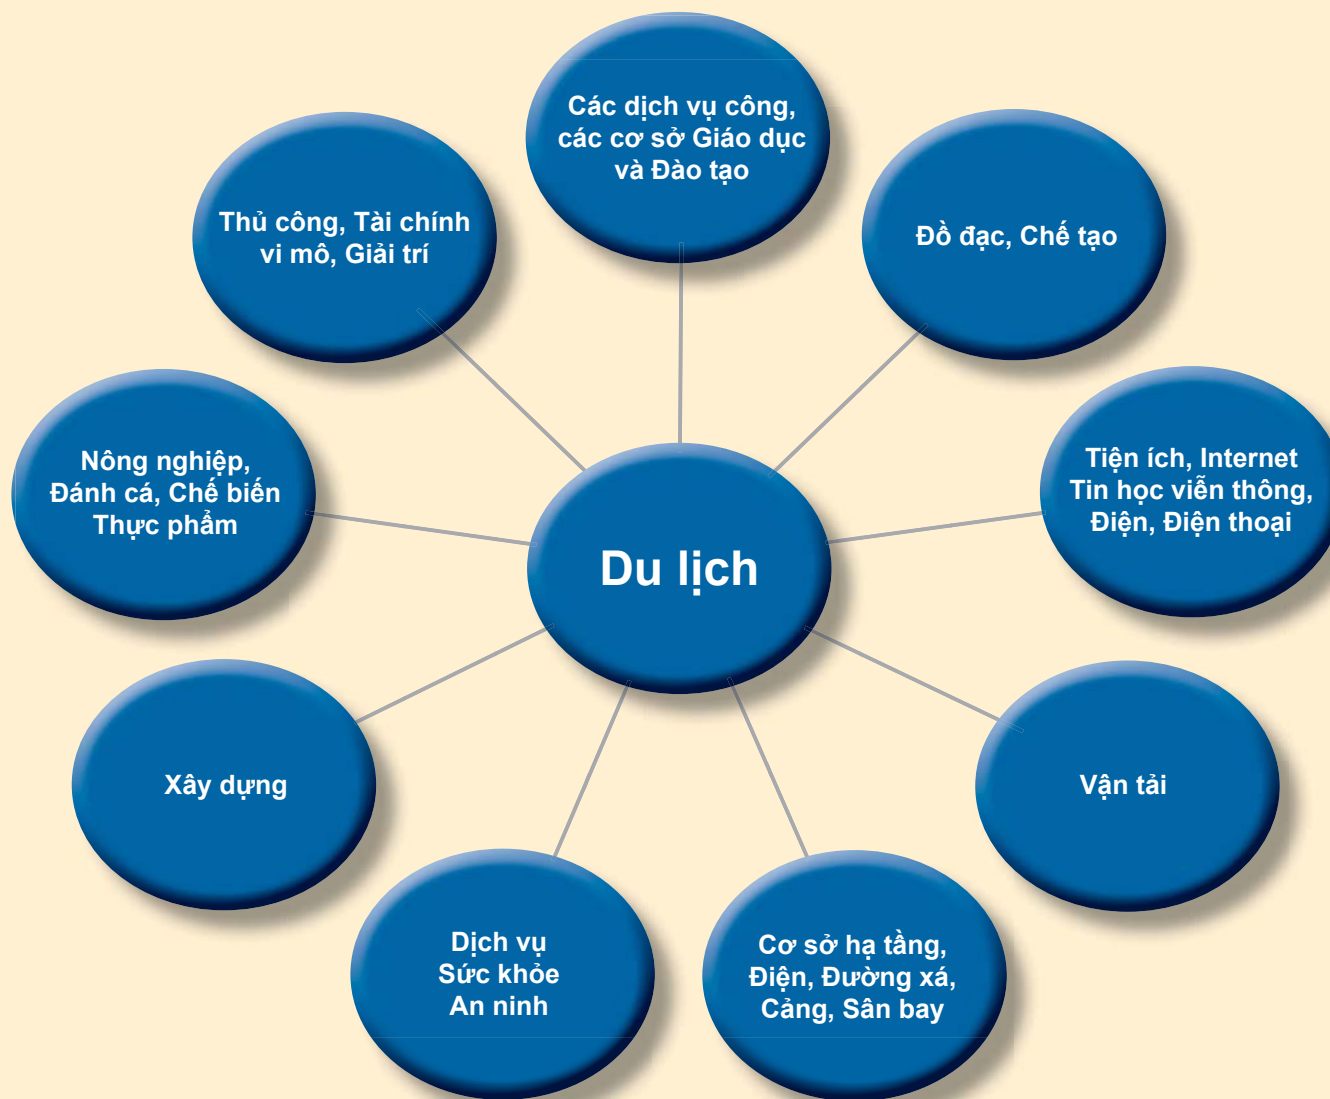 Các dịch vụ công,
các cơ sở Giáo dục
và Đào tạo
Thủ công, Tài chính
vi mô, Giải trí
Đồ đạc, Chế tạo
Nông nghiệp,
Đánh cá, Chế biến
Thực phẩm
Tiện ích, Internet
Tin học viễn thông,
Điện, Điện thoại
Du lịch
Xây dựng
Vận tải
Dịch vụ
Sức khỏe
An ninh
Cơ sở hạ tầng,
Điện, Đường xá,
Cảng, Sân bay